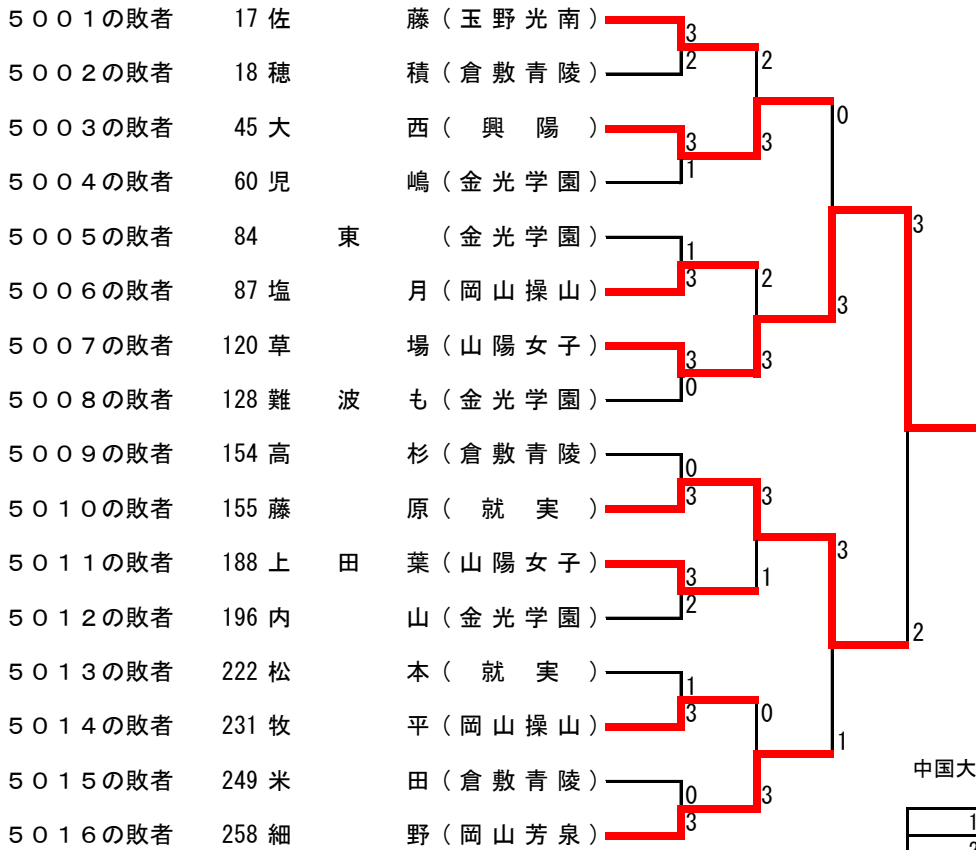 ５００１の敗者 17 佐藤（玉野光南） 3
５００２の敗者 18 穂積（倉敷青陵） 2 2
0
５００３の敗者 45 大西（興陽） 3 3
５００４の敗者 60 児嶋（金光学園） 1
3
５００５の敗者 84 東（金光学園） 1
５００６の敗者 87 塩月（岡山操山） 3 2
3
５００７の敗者 120 草場（山陽女子） 3 3
５００８の敗者 128 難波も（金光学園） 0
５００９の敗者 154 高杉（倉敷青陵） 0
５０１０の敗者 155 藤原（就実） 3 3
3
５０１１の敗者 188 上田葉（山陽女子） 3 1
５０１２の敗者 196 内山（金光学園） 2
2
５０１３の敗者 222 松本（就実） 1
５０１４の敗者 231 牧平（岡山操山） 3 0
1
中国大
５０１５の敗者 249 米田（倉敷青陵） 0 3
1
５０１６の敗者 258 細野（岡山芳泉） 3